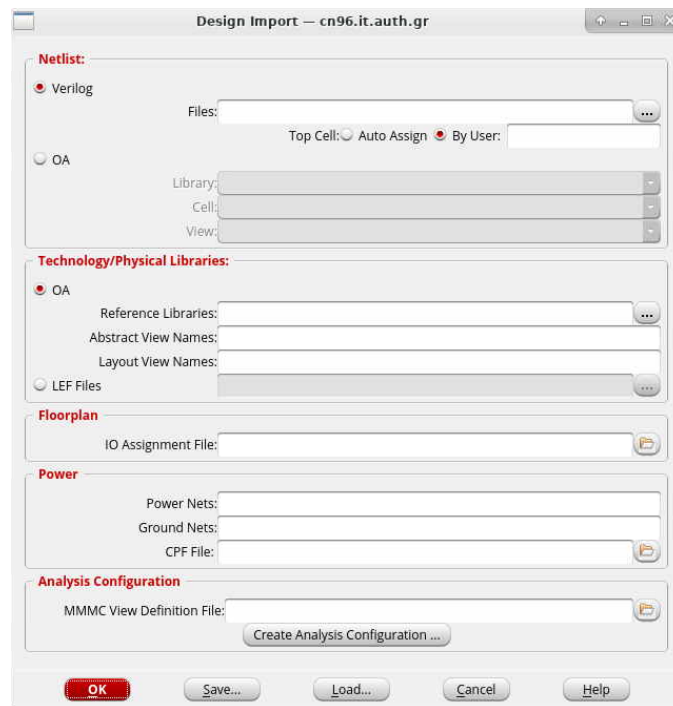 Design Import — cn96.it.auth.gr
Netlist:
Verilog
Files:
...
Top Cell: Auto Assign By User:
OA
Library:
Cell:
View:
Technology/Physical Libraries:
OA
Reference Libraries:
...
Abstract View Names:
Layout View Names:
LEF Files
...
Floorplan
IO Assignment File:
Power
Power Nets:
Ground Nets:
CPF File:
Analysis Configuration
MMMC View Definition File:
Create Analysis Configuration ...
OK Save... Load... Cancel Help